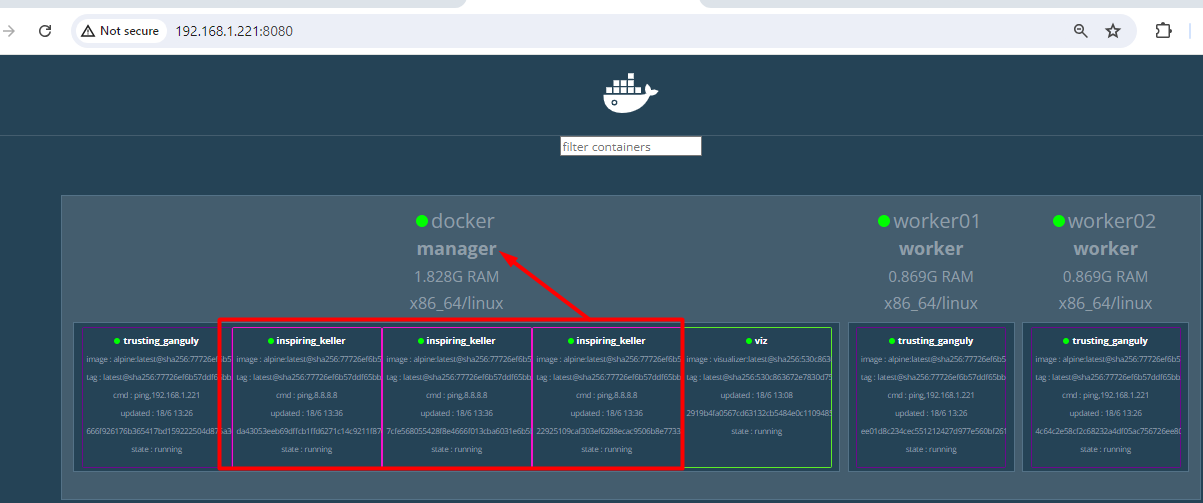 Not secure
192.168.1.221:8080
filter containers
docker
manager
1.828G RAM
x86_64/linux
trusting_ganguly
image : alpine:latest@sha256:77726ef6b5
tag : latest@sha256:77726ef6b57ddf65bb
cmd : ping,192.168.1.221
updated : 18/6 13:26
inspiring_keller
image : alpine:latest@sha256:77726ef6b5
tag : latest@sha256:77726ef6b57ddf65bb
cmd : ping,8.8.8.8
updated : 18/6 13:36
state : running
inspiring_keller
image : alpine:latest@sha256:77726ef6b5
tag : latest@sha256:77726ef6b57ddf65bb
cmd : ping,8.8.8.8
updated : 18/6 13:36
state : running
inspiring_keller
image : alpine:latest@sha256:77726ef6b5
tag : latest@sha256:77726ef6b57ddf65bb
cmd : ping,8.8.8.8
updated : 18/6 13:36
state : running
viz
image : visualizer:latest@sha256:530c863
tag : latest@sha256:530c863672e7830d75
updated : 18/6 13:08
state : running
worker01
worker
0.869G RAM
x86_64/linux
trusting_ganguly
image : alpine:latest@sha256:77726ef6b5
tag : latest@sha256:77726ef6b57ddf65bb
cmd : ping,192.168.1.221
updated : 18/6 13:26
state : running
worker02
worker
0.869G RAM
x86_64/linux
trusting_ganguly
image : alpine:latest@sha256:77726ef6b5
tag : latest@sha256:77726ef6b57ddf65bb
cmd : ping,192.168.1.221
updated : 18/6 13:26
state : running